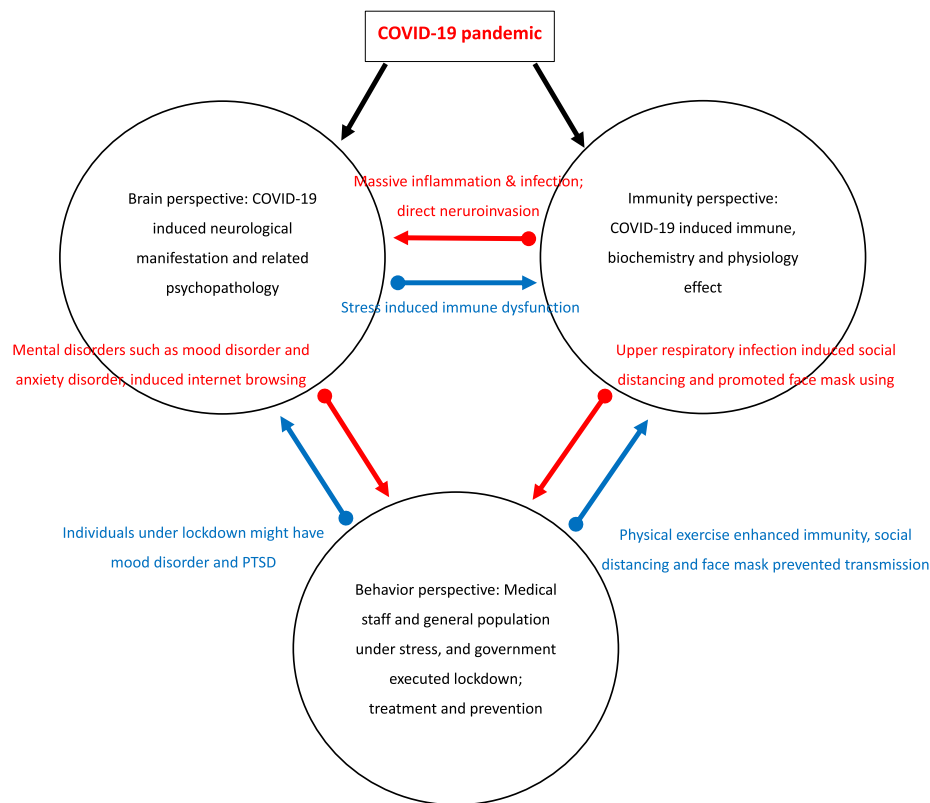 COVID-19 pandemic
Massive inflammation & infection;
direct neruroinvasion
Brain perspective: COVID-19
induced neurological
manifestation and related
psychopathology
Immunity perspective:
COVID-19 induced immune,
biochemistry and physiology
effect
Stress induced immune dysfunction
Mental disorders such as mood disorder and
anxiety disorder, induced internet browsing
Upper respiratory infection induced social
distancing and promoted face mask using
Individuals under lockdown might have
mood disorder and PTSD
Physical exercise enhanced immunity, social
distancing and face mask prevented transmission
Behavior perspective: Medical
staff and general population
under stress, and government
executed lockdown;
treatment and prevention